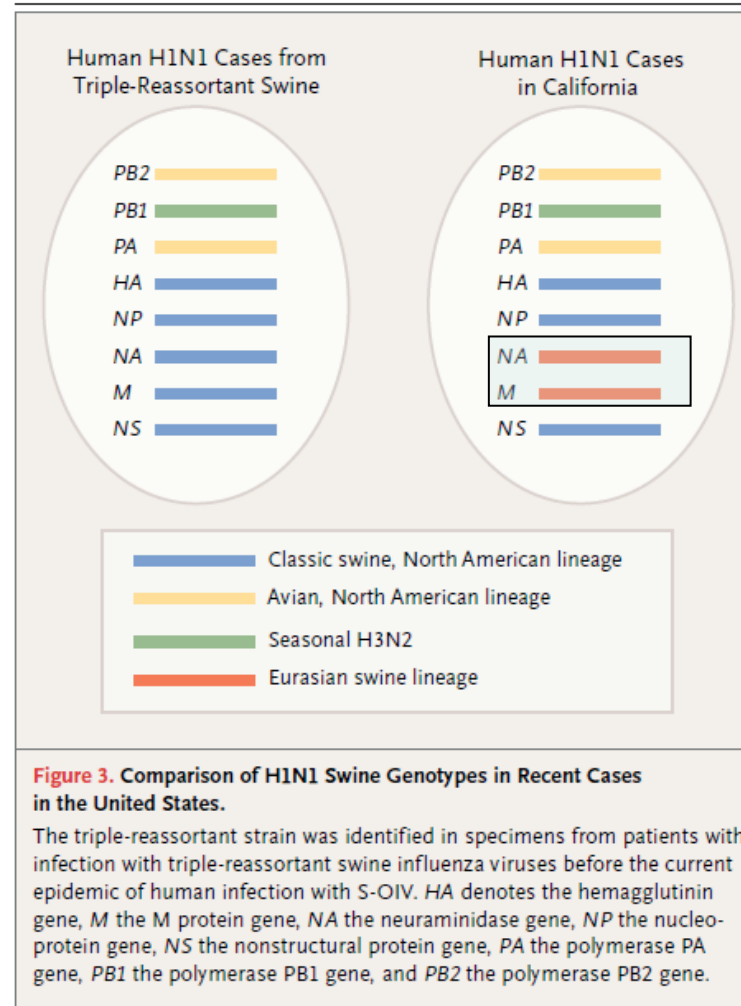 Human H1N1 Cases from
Triple-Reassortant Swine
PB2
PB1
PA
HA
NP
NA
M
NS
Human H1N1 Cases
in California
PB2
PB1
PA
HA
NP
NA
M
NS
Classic swine, North American lineage
Avian, North American lineage
Seasonal H3N2
Eurasian swine lineage
Figure 3. Comparison of H1N1 Swine Genotypes in Recent Cases
in the United States.
The triple-reassortant strain was identified in specimens from patients with
infection with triple-reassortant swine influenza viruses before the current
epidemic of human infection with S-OIV. HA denotes the hemagglutinin
gene, M the M protein gene, NA the neuraminidase gene, NP the nucleo-
protein gene, NS the nonstructural protein gene, PA the polymerase PA
gene, PB1 the polymerase PB1 gene, and PB2 the polymerase PB2 gene.